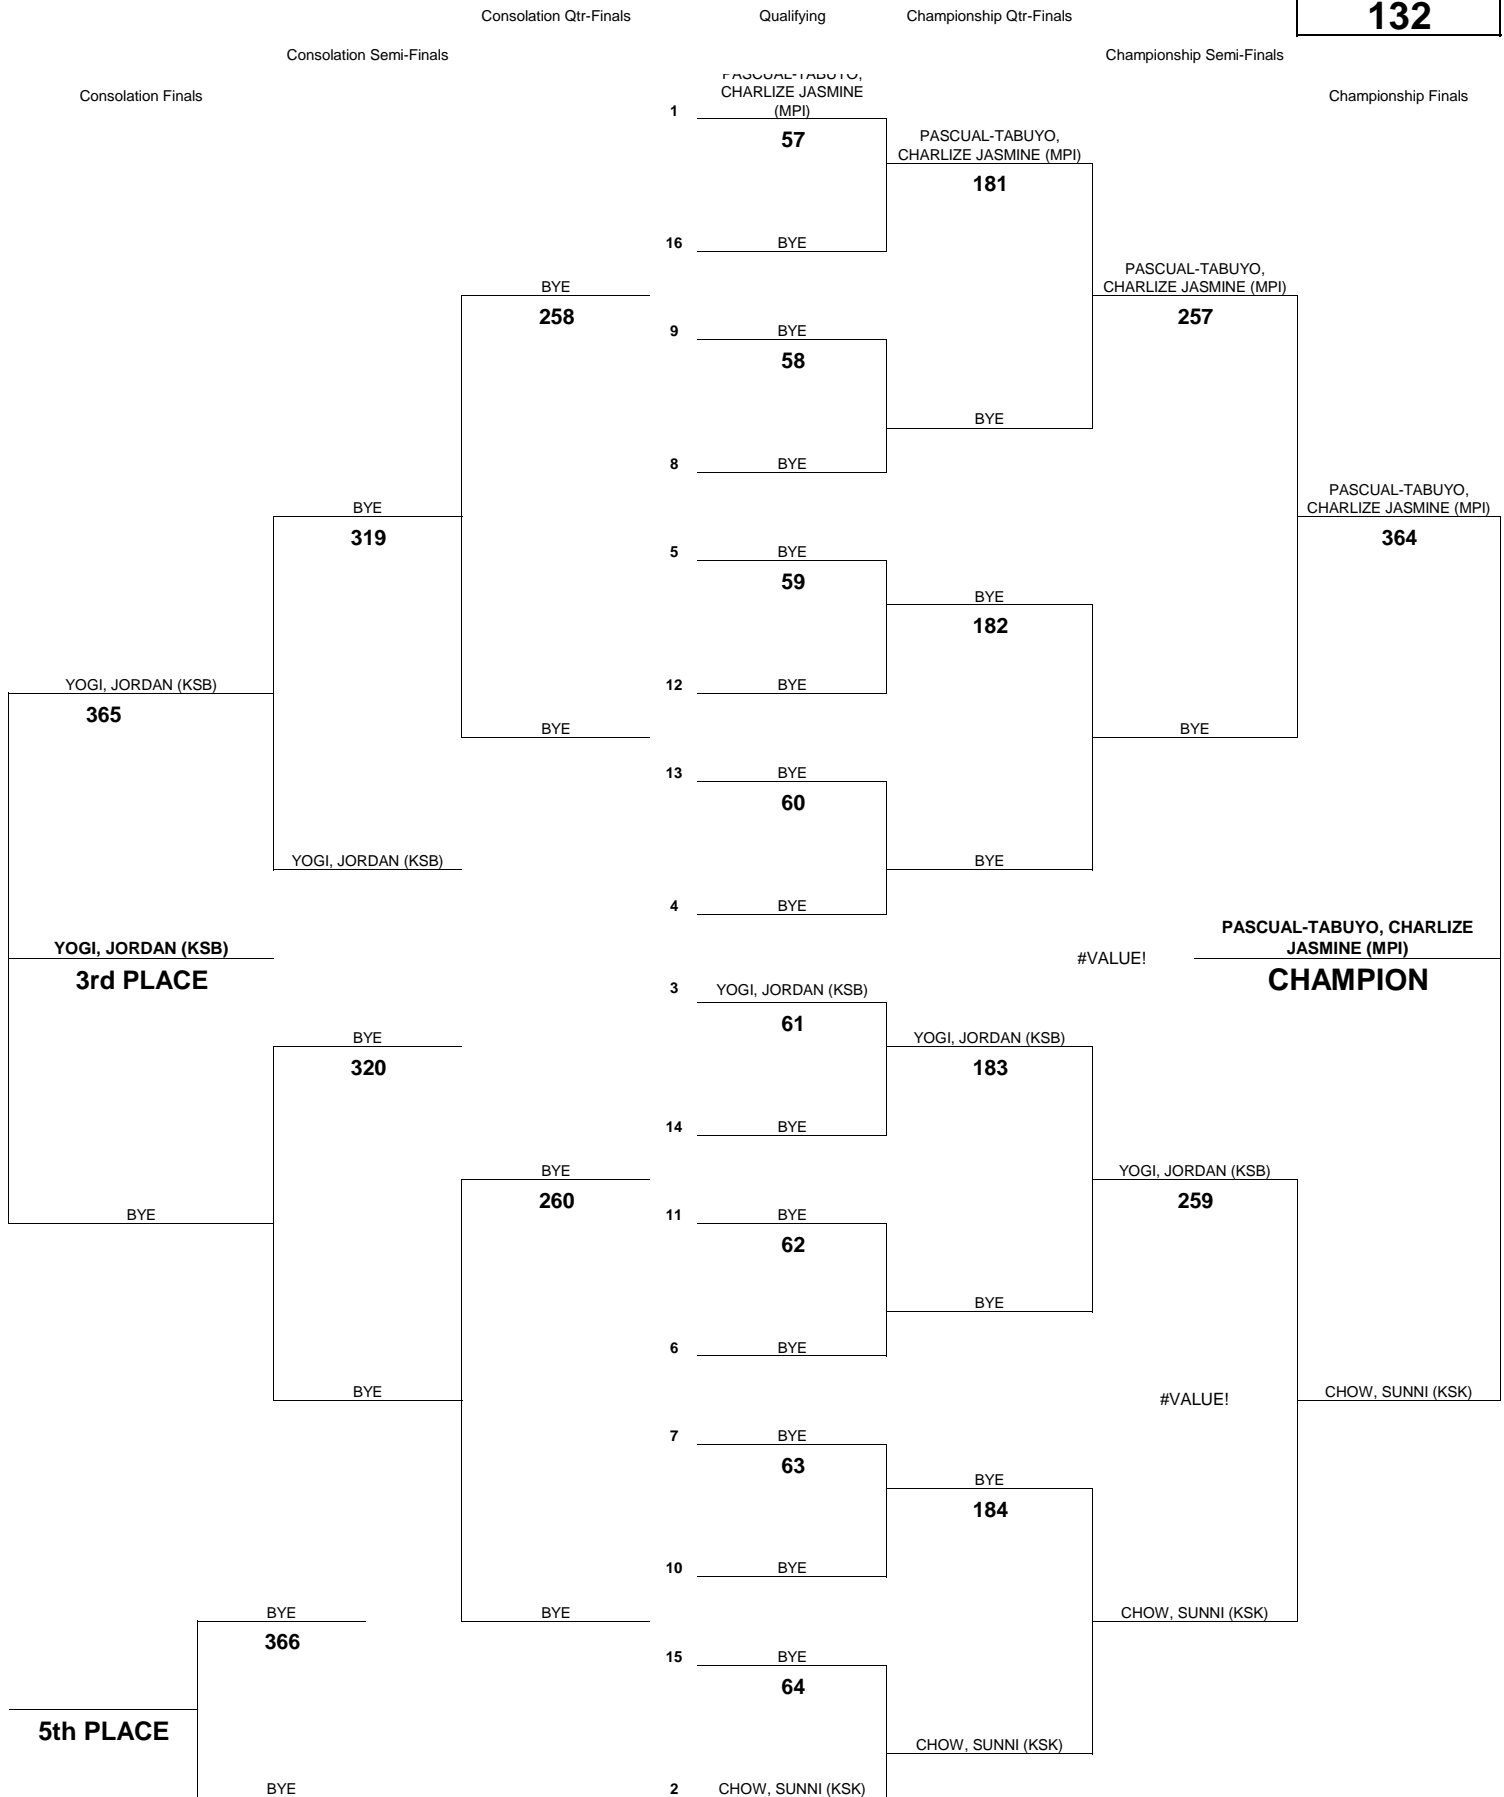 Consolation Qtr-Finals
Qualifying
Championship Qtr-Finals
132
Consolation Semi-Finals
Championship Semi-Finals
Consolation Finals
Championship Finals
PASCUAL-TABUYO,
CHARLIZE JASMINE
(MPI)
1
57
PASCUAL-TABUYO,
CHARLIZE JASMINE (MPI)
181
16
BYE
PASCUAL-TABUYO,
CHARLIZE JASMINE (MPI)
257
BYE
258
9
BYE
58
BYE
8
BYE
PASCUAL-TABUYO,
CHARLIZE JASMINE (MPI)
364
BYE
319
5
BYE
59
BYE
182
YOGI, JORDAN (KSB)
365
12
BYE
BYE
BYE
13
BYE
60
YOGI, JORDAN (KSB)
BYE
4
BYE
YOGI, JORDAN (KSB)
3rd PLACE
#VALUE!
PASCUAL-TABUYO, CHARLIZE
JASMINE (MPI)
CHAMPION
3
YOGI, JORDAN (KSB)
61
BYE
320
YOGI, JORDAN (KSB)
183
14
BYE
BYE
260
YOGI, JORDAN (KSB)
259
BYE
11
BYE
62
BYE
6
BYE
BYE
#VALUE!
CHOW, SUNNI (KSK)
7
BYE
63
BYE
184
10
BYE
BYE
366
BYE
CHOW, SUNNI (KSK)
15
BYE
64
5th PLACE
CHOW, SUNNI (KSK)
BYE
2
CHOW, SUNNI (KSK)